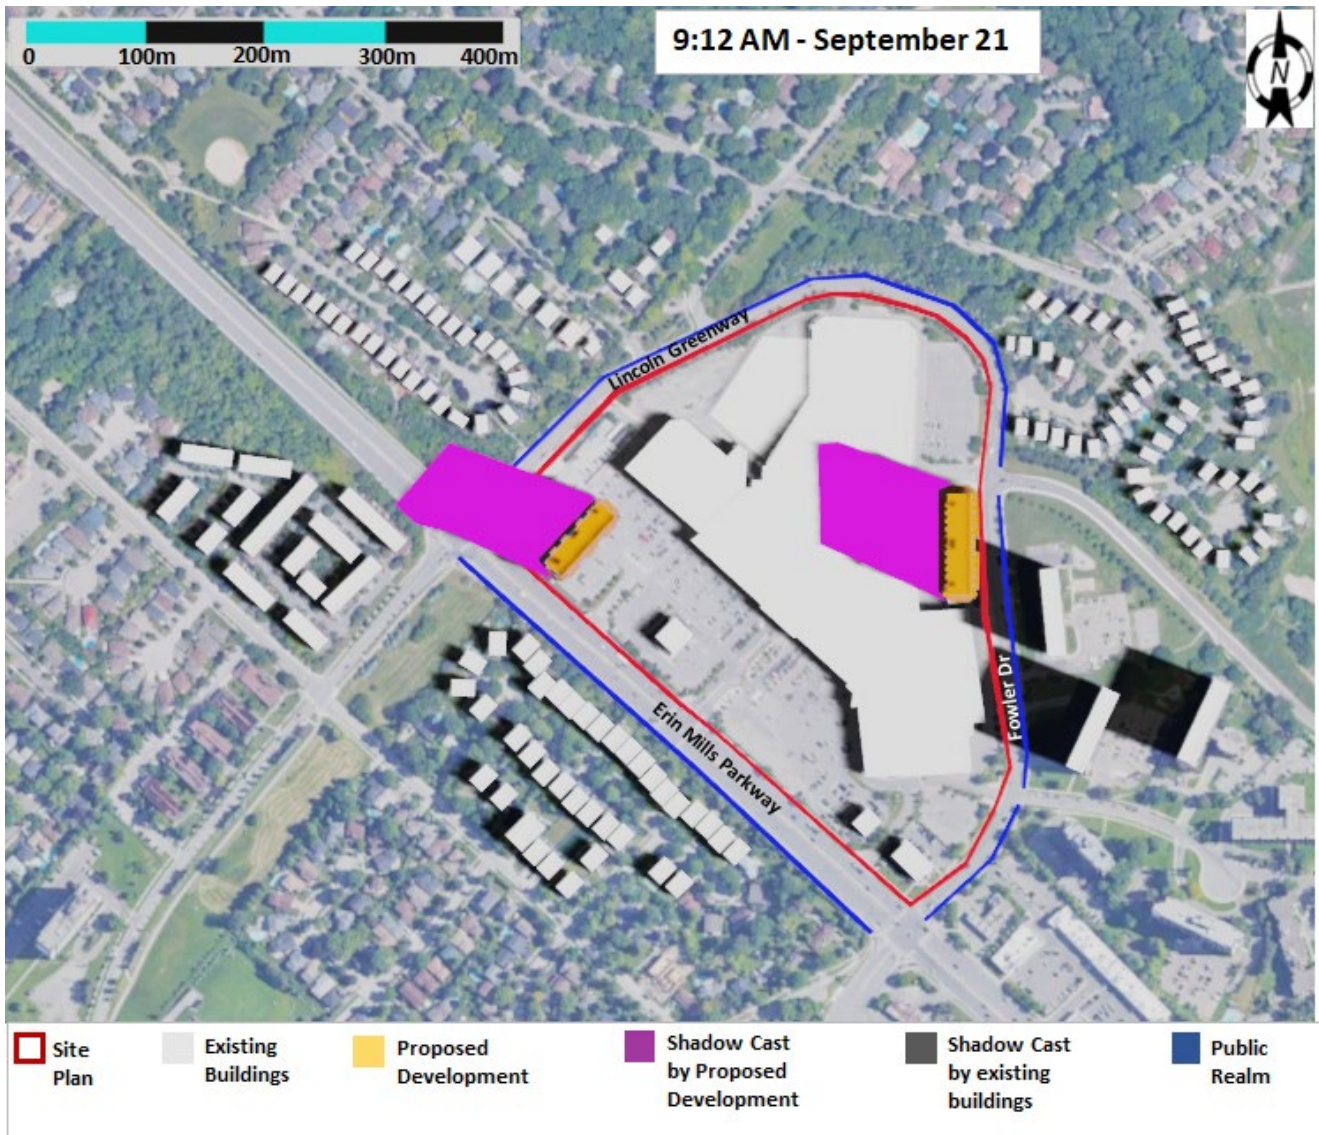 0 100m 200m 300m 400m
9:12 AM - September 21
N
Lincoln Greenway
Fowler Dr
Erin Mills Parkway
Site
Plan
Existing
Buildings
Proposed
Development
Shadow Cast
by Proposed
Development
Shadow Cast
by existing
buildings
Public
Realm